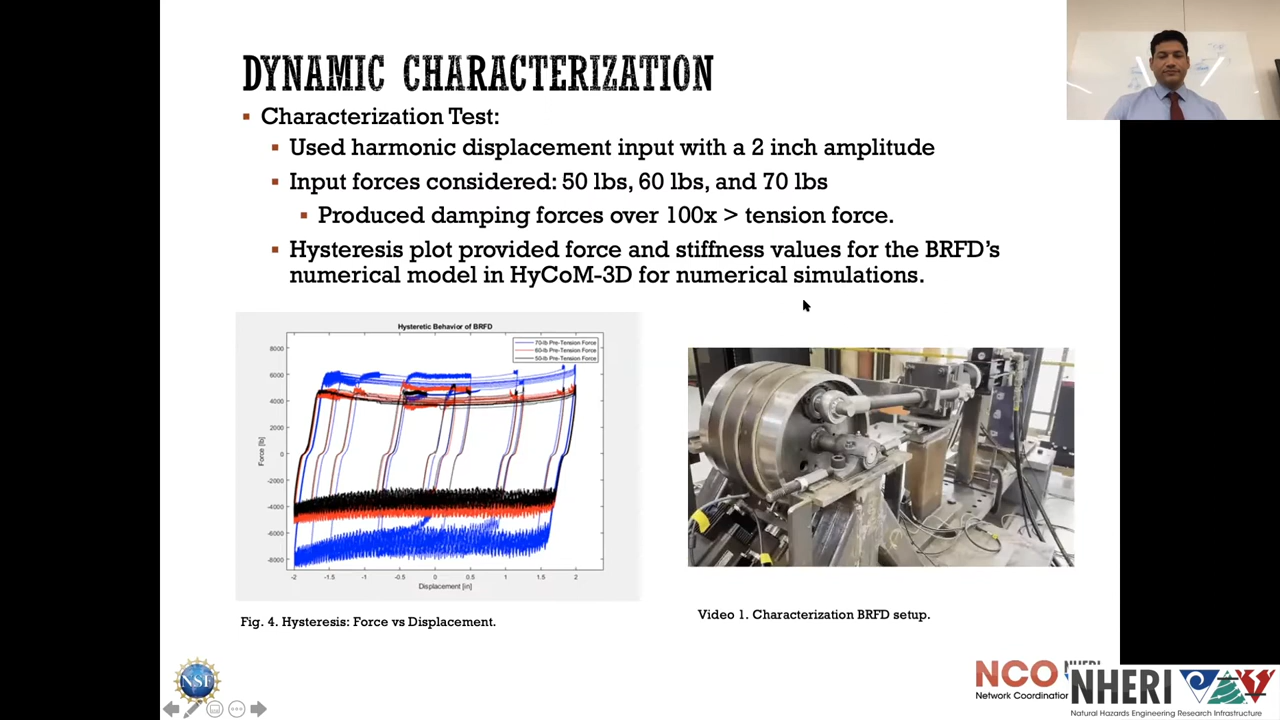 DYNAMIC CHARACTERIZATION
▪ Characterization Test:
▪ Used harmonic displacement input with a 2 inch amplitude
▪ Input forces considered: 50 lbs, 60 lbs, and 70 lbs
▪ Produced damping forces over 100x > tension force.
▪ Hysteresis plot provided force and stiffness values for the BRFD's
numerical model in HyCoM-3D for numerical simulations.
Hysteretic Behavior of BRFD
70-lb Pre-Tension Force
60-lb Pre-Tension Force
50-lb Pre-Tension Force
8000
6000
4000
2000
0
-2000
-4000
-6000
-8000
Force [lb]
-2 -1.5 -1 -0.5 0 0.5 1 1.5 2
Displacement [in]
Fig. 4. Hysteresis: Force vs Displacement.
Video 1. Characterization BRFD setup.
NSF
NCO
Network Coordination
NHERI
Natural Hazards Engineering Research Infrastructure